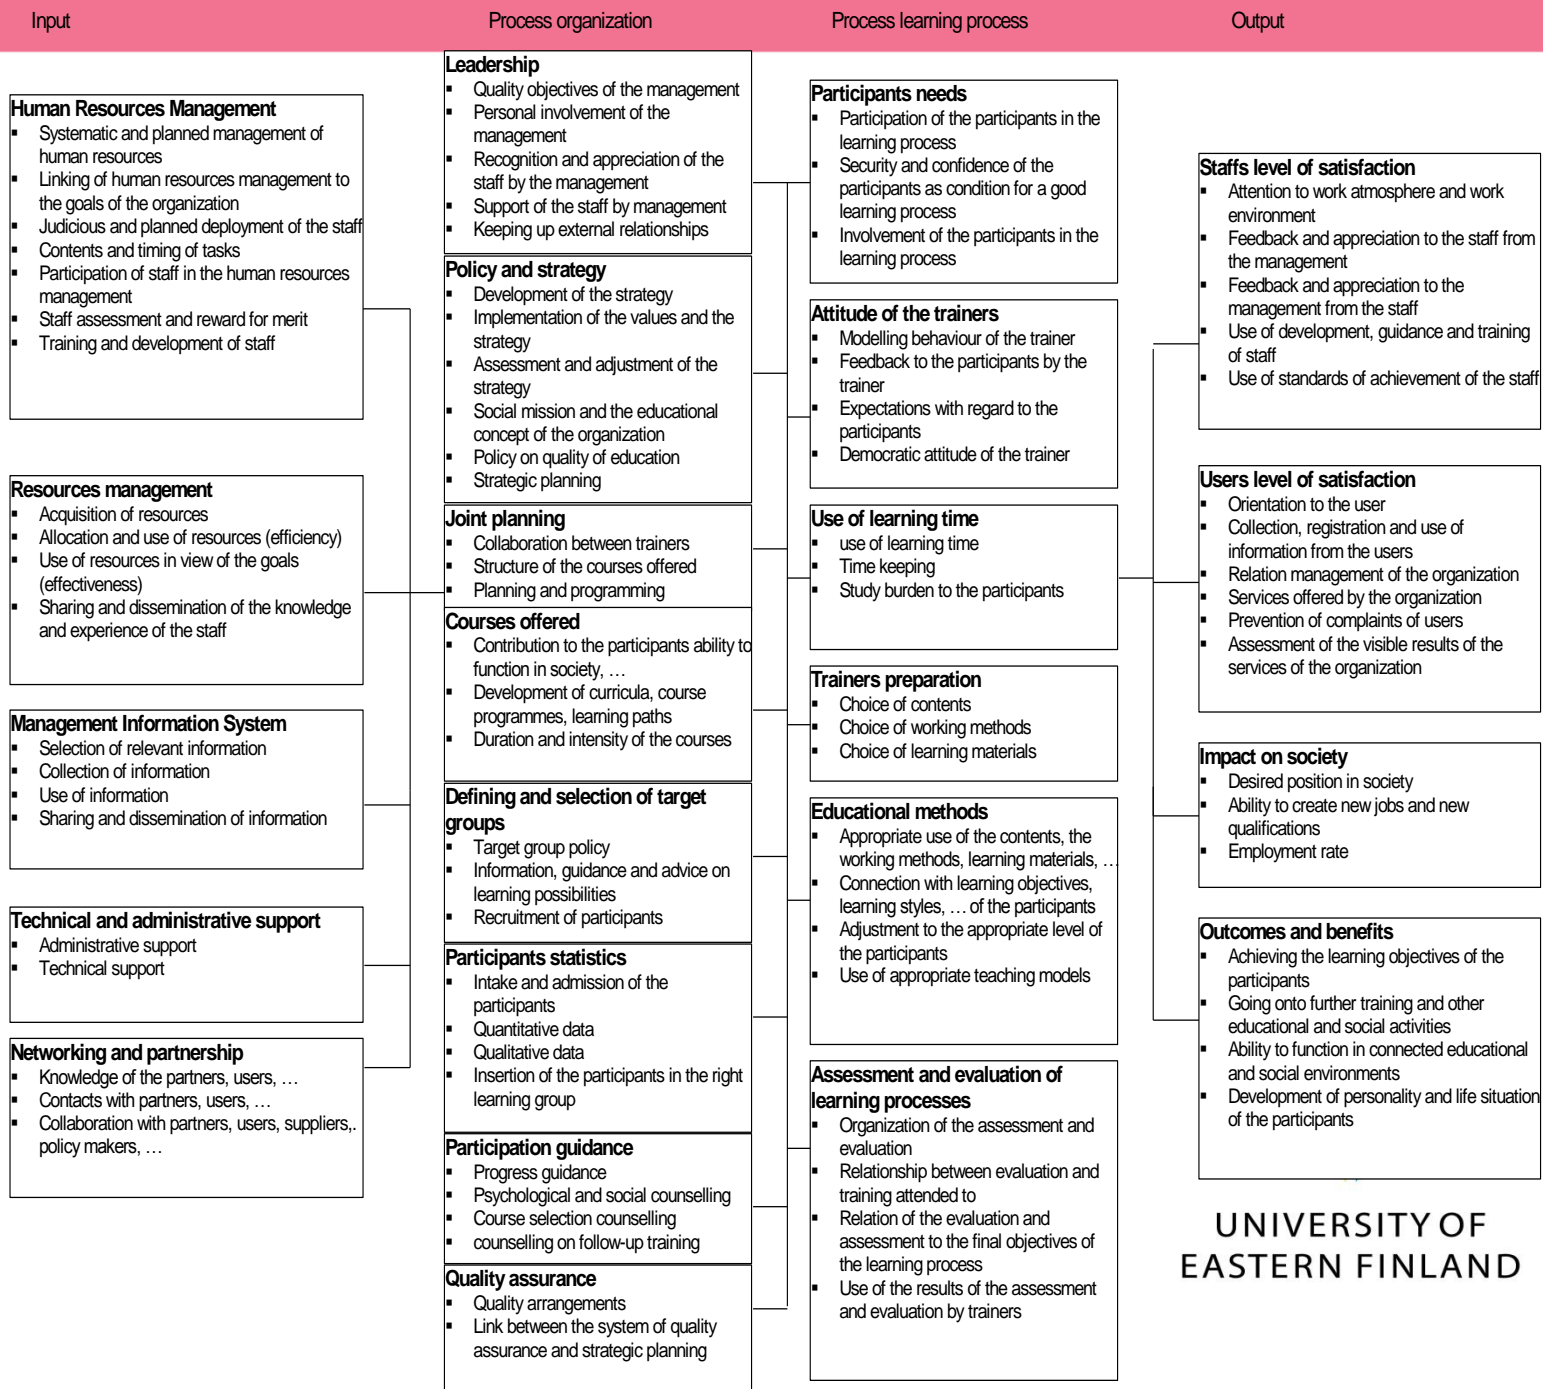 Input
Process organization
Process learning process
Output
Human Resources Management
▪ Systematic and planned management of
human resources
▪ Linking of human resources management to
the goals of the organization
▪ Judicious and planned deployment of the staff
▪ Contents and timing of tasks
▪ Participation of staff in the human resources
management
▪ Staff assessment and reward for merit
▪ Training and development of staff
Resources management
▪ Acquisition of resources
▪ Allocation and use of resources (efficiency)
▪ Use of resources in view of the goals
(effectiveness)
▪ Sharing and dissemination of the knowledge
and experience of the staff
Management Information System
▪ Selection of relevant information
▪ Collection of information
▪ Use of information
▪ Sharing and dissemination of information
Technical and administrative support
▪ Administrative support
▪ Technical support
Networking and partnership
▪ Knowledge of the partners, users, …
▪ Contacts with partners, users, …
▪ Collaboration with partners, users, suppliers,.
policy makers, …
Leadership
▪ Quality objectives of the management
▪ Personal involvement of the
management
▪ Recognition and appreciation of the
staff by the management
▪ Support of the staff by management
▪ Keeping up external relationships
Policy and strategy
▪ Development of the strategy
▪ Implementation of the values and the
strategy
▪ Assessment and adjustment of the
strategy
▪ Social mission and the educational
concept of the organization
▪ Policy on quality of education
▪ Strategic planning
Joint planning
▪ Collaboration between trainers
▪ Structure of the courses offered
▪ Planning and programming
Courses offered
▪ Contribution to the participants ability to
function in society, …
▪ Development of curricula, course
programmes, learning paths
▪ Duration and intensity of the courses
Defining and selection of target
groups
▪ Target group policy
▪ Information, guidance and advice on
learning possibilities
▪ Recruitment of participants
Participants statistics
▪ Intake and admission of the
participants
▪ Quantitative data
▪ Qualitative data
▪ Insertion of the participants in the right
learning group
Participation guidance
▪ Progress guidance
▪ Psychological and social counselling
▪ Course selection counselling
▪ counselling on follow-up training
Quality assurance
▪ Quality arrangements
▪ Link between the system of quality
assurance and strategic planning
Participants needs
▪ Participation of the participants in the
learning process
▪ Security and confidence of the
participants as condition for a good
learning process
▪ Involvement of the participants in the
learning process
Attitude of the trainers
▪ Modelling behaviour of the trainer
▪ Feedback to the participants by the
trainer
▪ Expectations with regard to the
participants
▪ Democratic attitude of the trainer
Use of learning time
▪ use of learning time
▪ Time keeping
▪ Study burden to the participants
Trainers preparation
▪ Choice of contents
▪ Choice of working methods
▪ Choice of learning materials
Educational methods
▪ Appropriate use of the contents, the
working methods, learning materials, …
▪ Connection with learning objectives,
learning styles, … of the participants
▪ Adjustment to the appropriate level of
the participants
▪ Use of appropriate teaching models
Assessment and evaluation of
learning processes
▪ Organization of the assessment and
evaluation
▪ Relationship between evaluation and
training attended to
▪ Relation of the evaluation and
assessment to the final objectives of
the learning process
▪ Use of the results of the assessment
and evaluation by trainers
Staffs level of satisfaction
▪ Attention to work atmosphere and work
environment
▪ Feedback and appreciation to the staff from
the management
▪ Feedback and appreciation to the
management from the staff
▪ Use of development, guidance and training
of staff
▪ Use of standards of achievement of the staff
Users level of satisfaction
▪ Orientation to the user
▪ Collection, registration and use of
information from the users
▪ Relation management of the organization
▪ Services offered by the organization
▪ Prevention of complaints of users
▪ Assessment of the visible results of the
services of the organization
Impact on society
▪ Desired position in society
▪ Ability to create new jobs and new
qualifications
▪ Employment rate
Outcomes and benefits
▪ Achieving the learning objectives of the
participants
▪ Going onto further training and other
educational and social activities
▪ Ability to function in connected educational
and social environments
▪ Development of personality and life situation
of the participants
UNIVERSITY OF
EASTERN FINLAND